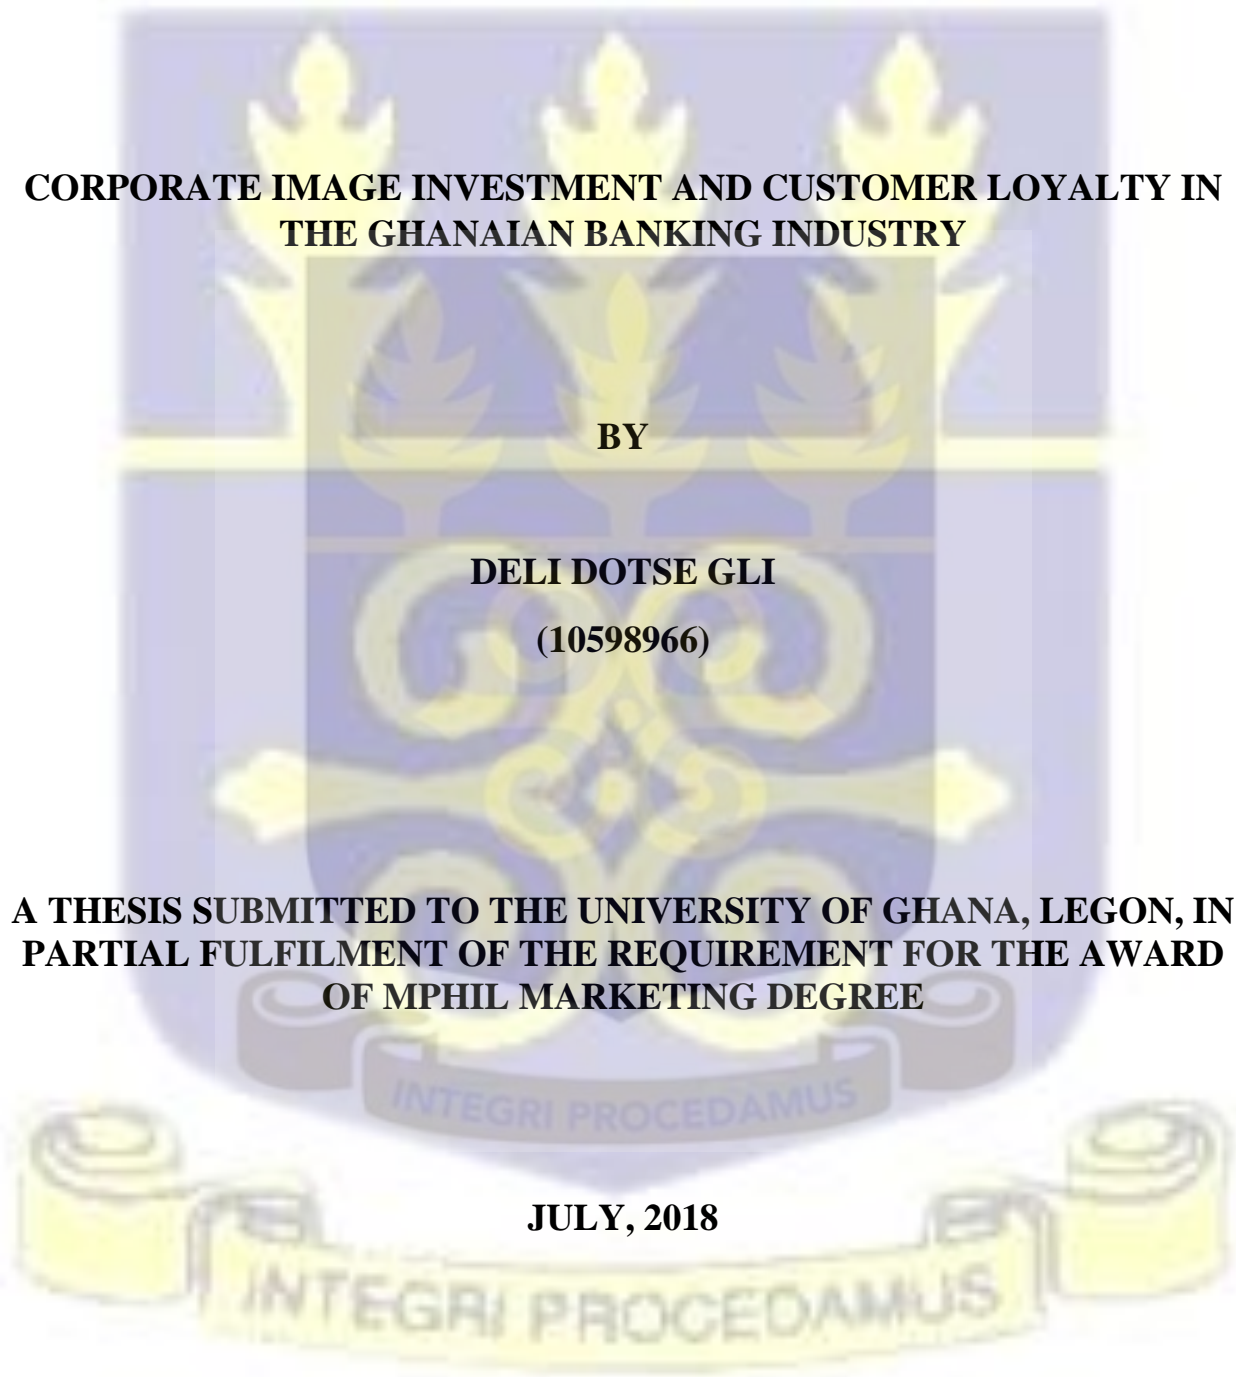 CORPORATE IMAGE INVESTMENT AND CUSTOMER LOYALTY IN
THE GHANAIAN BANKING INDUSTRY
BY
DELI DOTSE GLI
(10598966)
A THESIS SUBMITTED TO THE UNIVERSITY OF GHANA, LEGON, IN
PARTIAL FULFILMENT OF THE REQUIREMENT FOR THE AWARD
OF MPHIL MARKETING DEGREE
INTEGRI PROCEDAMUS
JULY, 2018
INTEGRI PROCEDAMUS